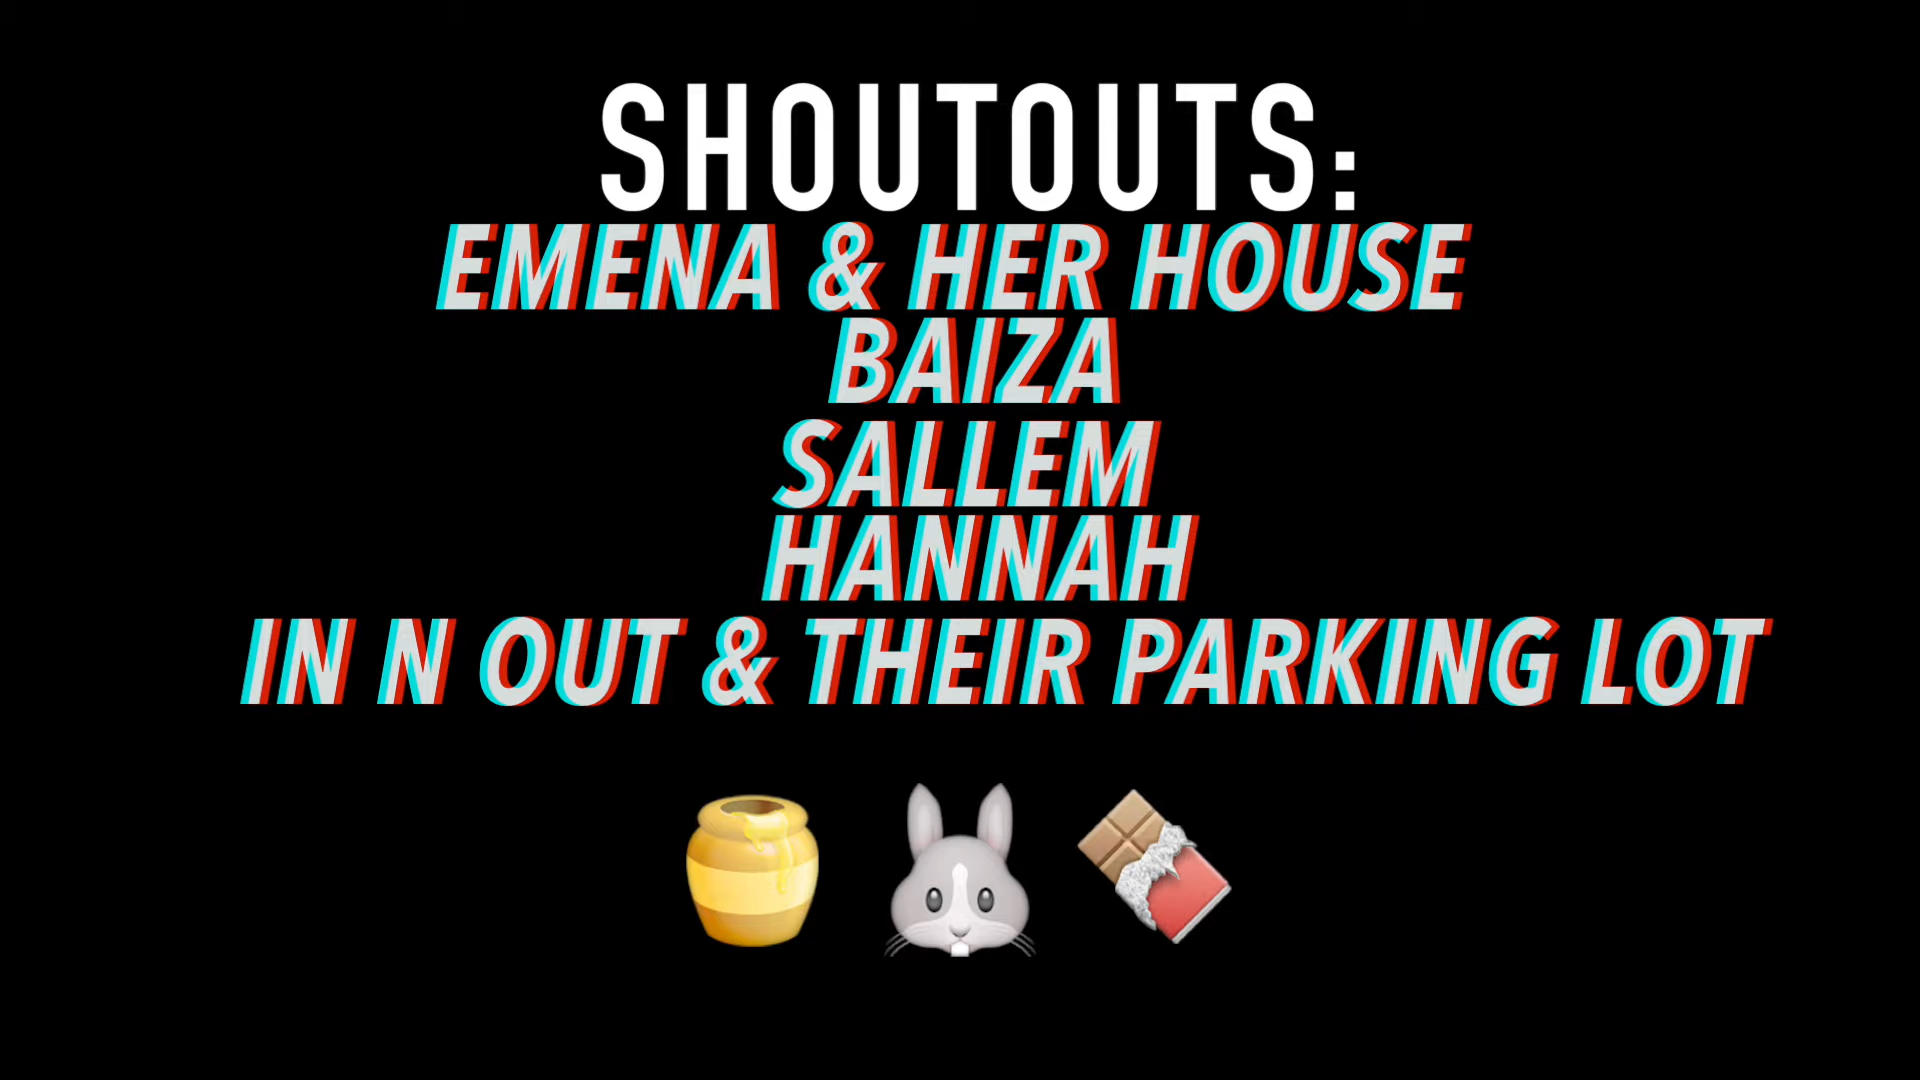 SHOUTOUTS:
EMENA & HER HOUSE
BAIZA
SALLEM
HANNAH
IN N OUT & THEIR PARKING LOT